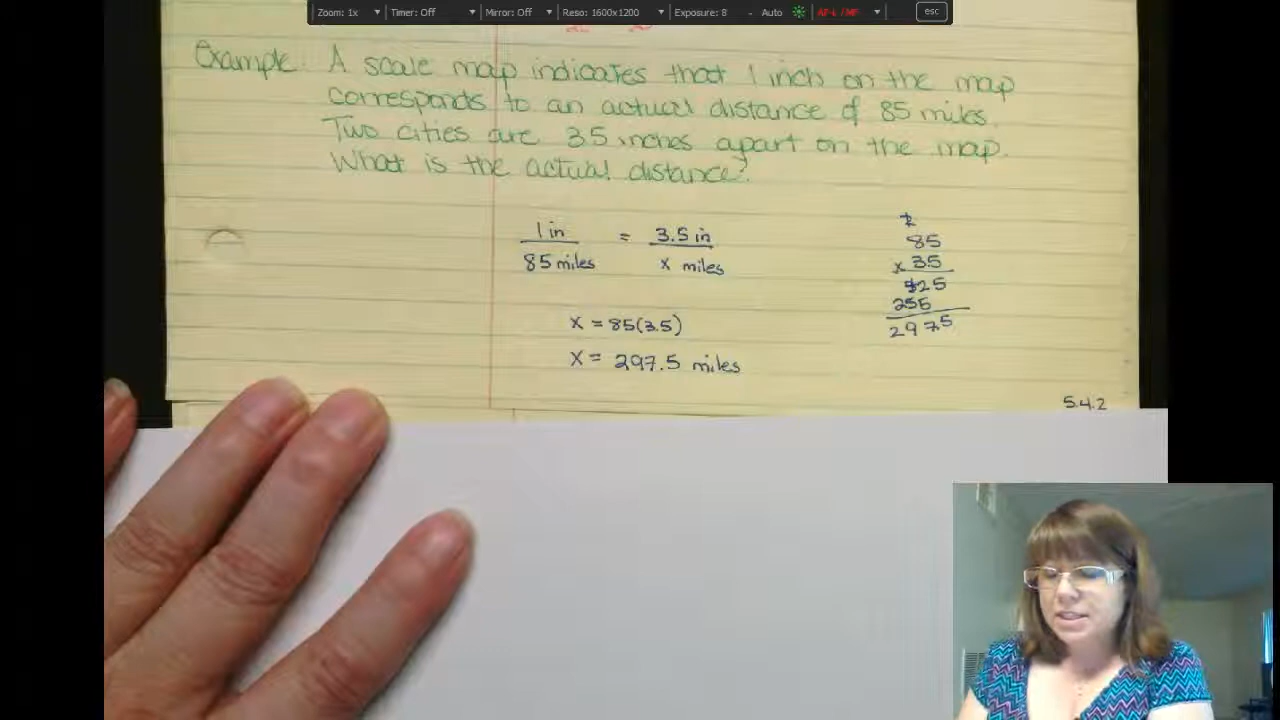 Zoom: 1x Timer: Off Mirror: Off Reso: 1600x1200 Exposure: 8 - Auto AF-L / MF esc
Example: A scale map indicates that 1 inch on the map
corresponds to an actual distance of 85 miles.
Two cities are 3.5 inches apart on the map.
What is the actual distance?
1 in = 3.5 in
85 miles x miles
x = 85(3.5)
x = 297.5 miles
2
85
x 35
425
255
2975
5.4.2